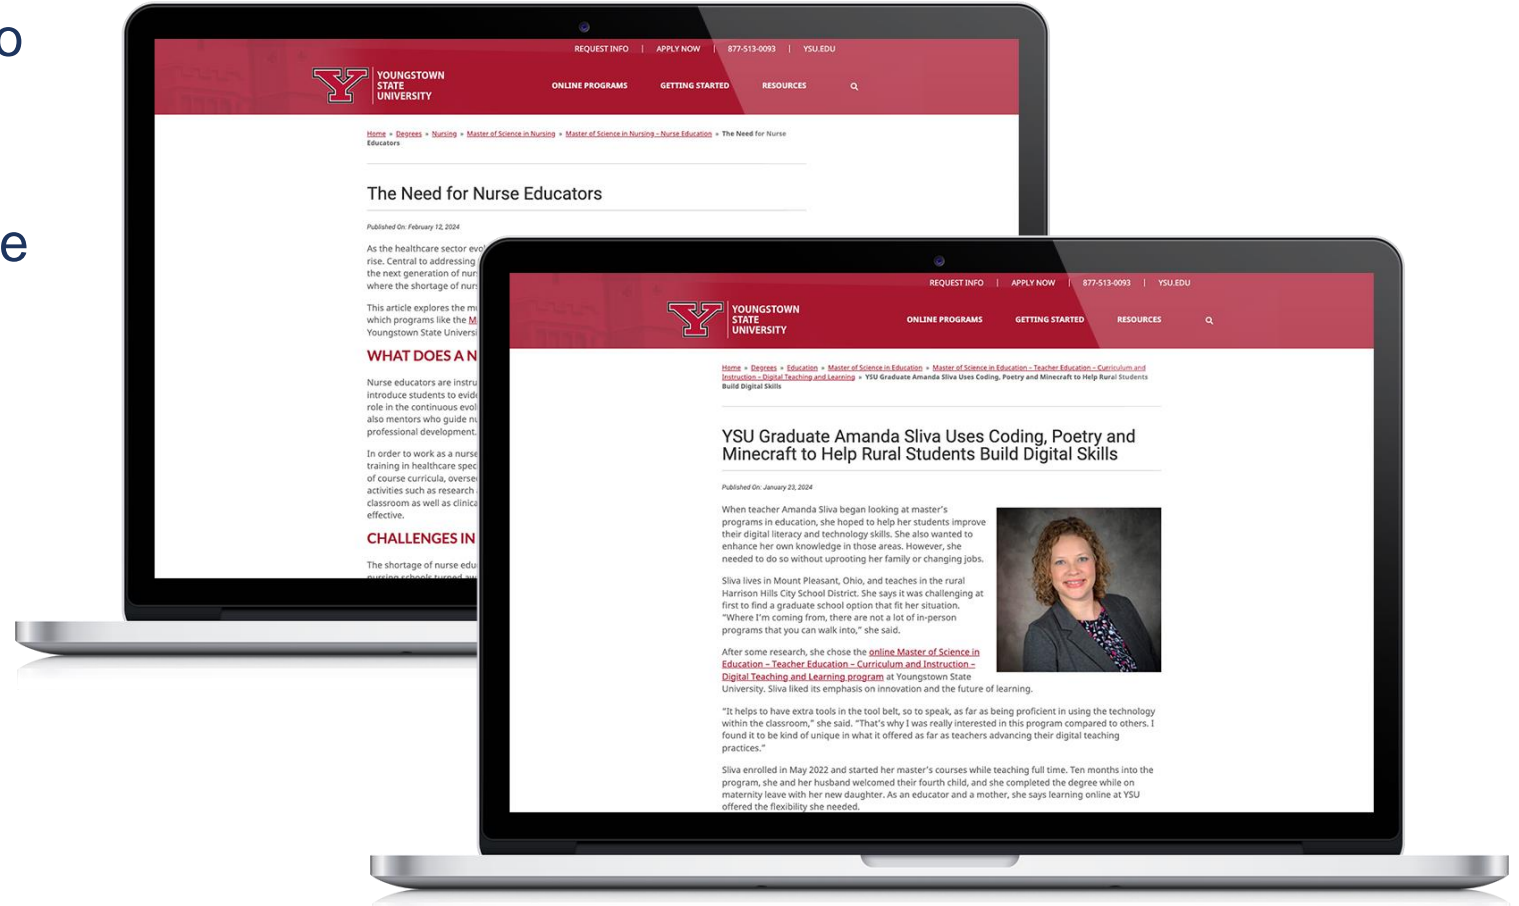 o
e
REQUEST INFO | APPLY NOW | 877-513-0093 | YSU.EDU
YOUNGSTOWN
STATE
UNIVERSITY
ONLINE PROGRAMS GETTING STARTED RESOURCES
Home » Degrees » Nursing » Master of Science in Nursing » Master of Science in Nursing – Nurse Education » The Need for Nurse
Educators
The Need for Nurse Educators
Published On: February 12, 2024
As the healthcare sector
rise. Central to addressing
the next generation of
where the shortage of
This article explores the
which programs like the
Youngstown State
WHAT DOES A
Nurse educators are
introduce students to
role in the continuous
also mentors who guide
professional development.
In order to work as a nurse
training in healthcare
of course curricula,
activities such as research
classroom as well as
effective.
CHALLENGES IN
The shortage of nurse
nursing schools turned
REQUEST INFO | APPLY NOW | 877-513-0093 | YSU.EDU
YOUNGSTOWN
STATE
UNIVERSITY
ONLINE PROGRAMS GETTING STARTED RESOURCES
Home » Degrees » Education » Master of Science in Education » Master of Science in Education – Teacher Education – Curriculum and
Instruction – Digital Teaching and Learning » YSU Graduate Amanda Sliva Uses Coding, Poetry and Minecraft to Help Rural Students
Build Digital Skills
YSU Graduate Amanda Sliva Uses Coding, Poetry and
Minecraft to Help Rural Students Build Digital Skills
Published On: January 23, 2024
When teacher Amanda Sliva began looking at master’s
programs in education, she hoped to help her students improve
their digital literacy and technology skills. She also wanted to
enhance her own knowledge in those areas. However, she
needed to do so without uprooting her family or changing jobs.
Sliva lives in Mount Pleasant, Ohio, and teaches in the rural
Harrison Hills City School District. She says it was challenging at
first to find a graduate school option that fit her situation.
“Where I’m coming from, there are not a lot of in-person
programs that you can walk into,” she said.
After some research, she chose the online Master of Science in
Education – Teacher Education – Curriculum and Instruction –
Digital Teaching and Learning program at Youngstown State
University. Sliva liked its emphasis on innovation and the future of learning.
“It helps to have extra tools in the tool belt, so to speak, as far as being proficient in using the technology
within the classroom,” she said. “That’s why I was really interested in this program compared to others. I
found it to be kind of unique in what it offered as far as teachers advancing their digital teaching
practices.”
Sliva enrolled in May 2022 and started her master’s courses while teaching full time. Ten months into the
program, she and her husband welcomed their fourth child, and she completed the degree while on
maternity leave with her new daughter. As an educator and a mother, she says learning online at YSU
offered the flexibility she needed.